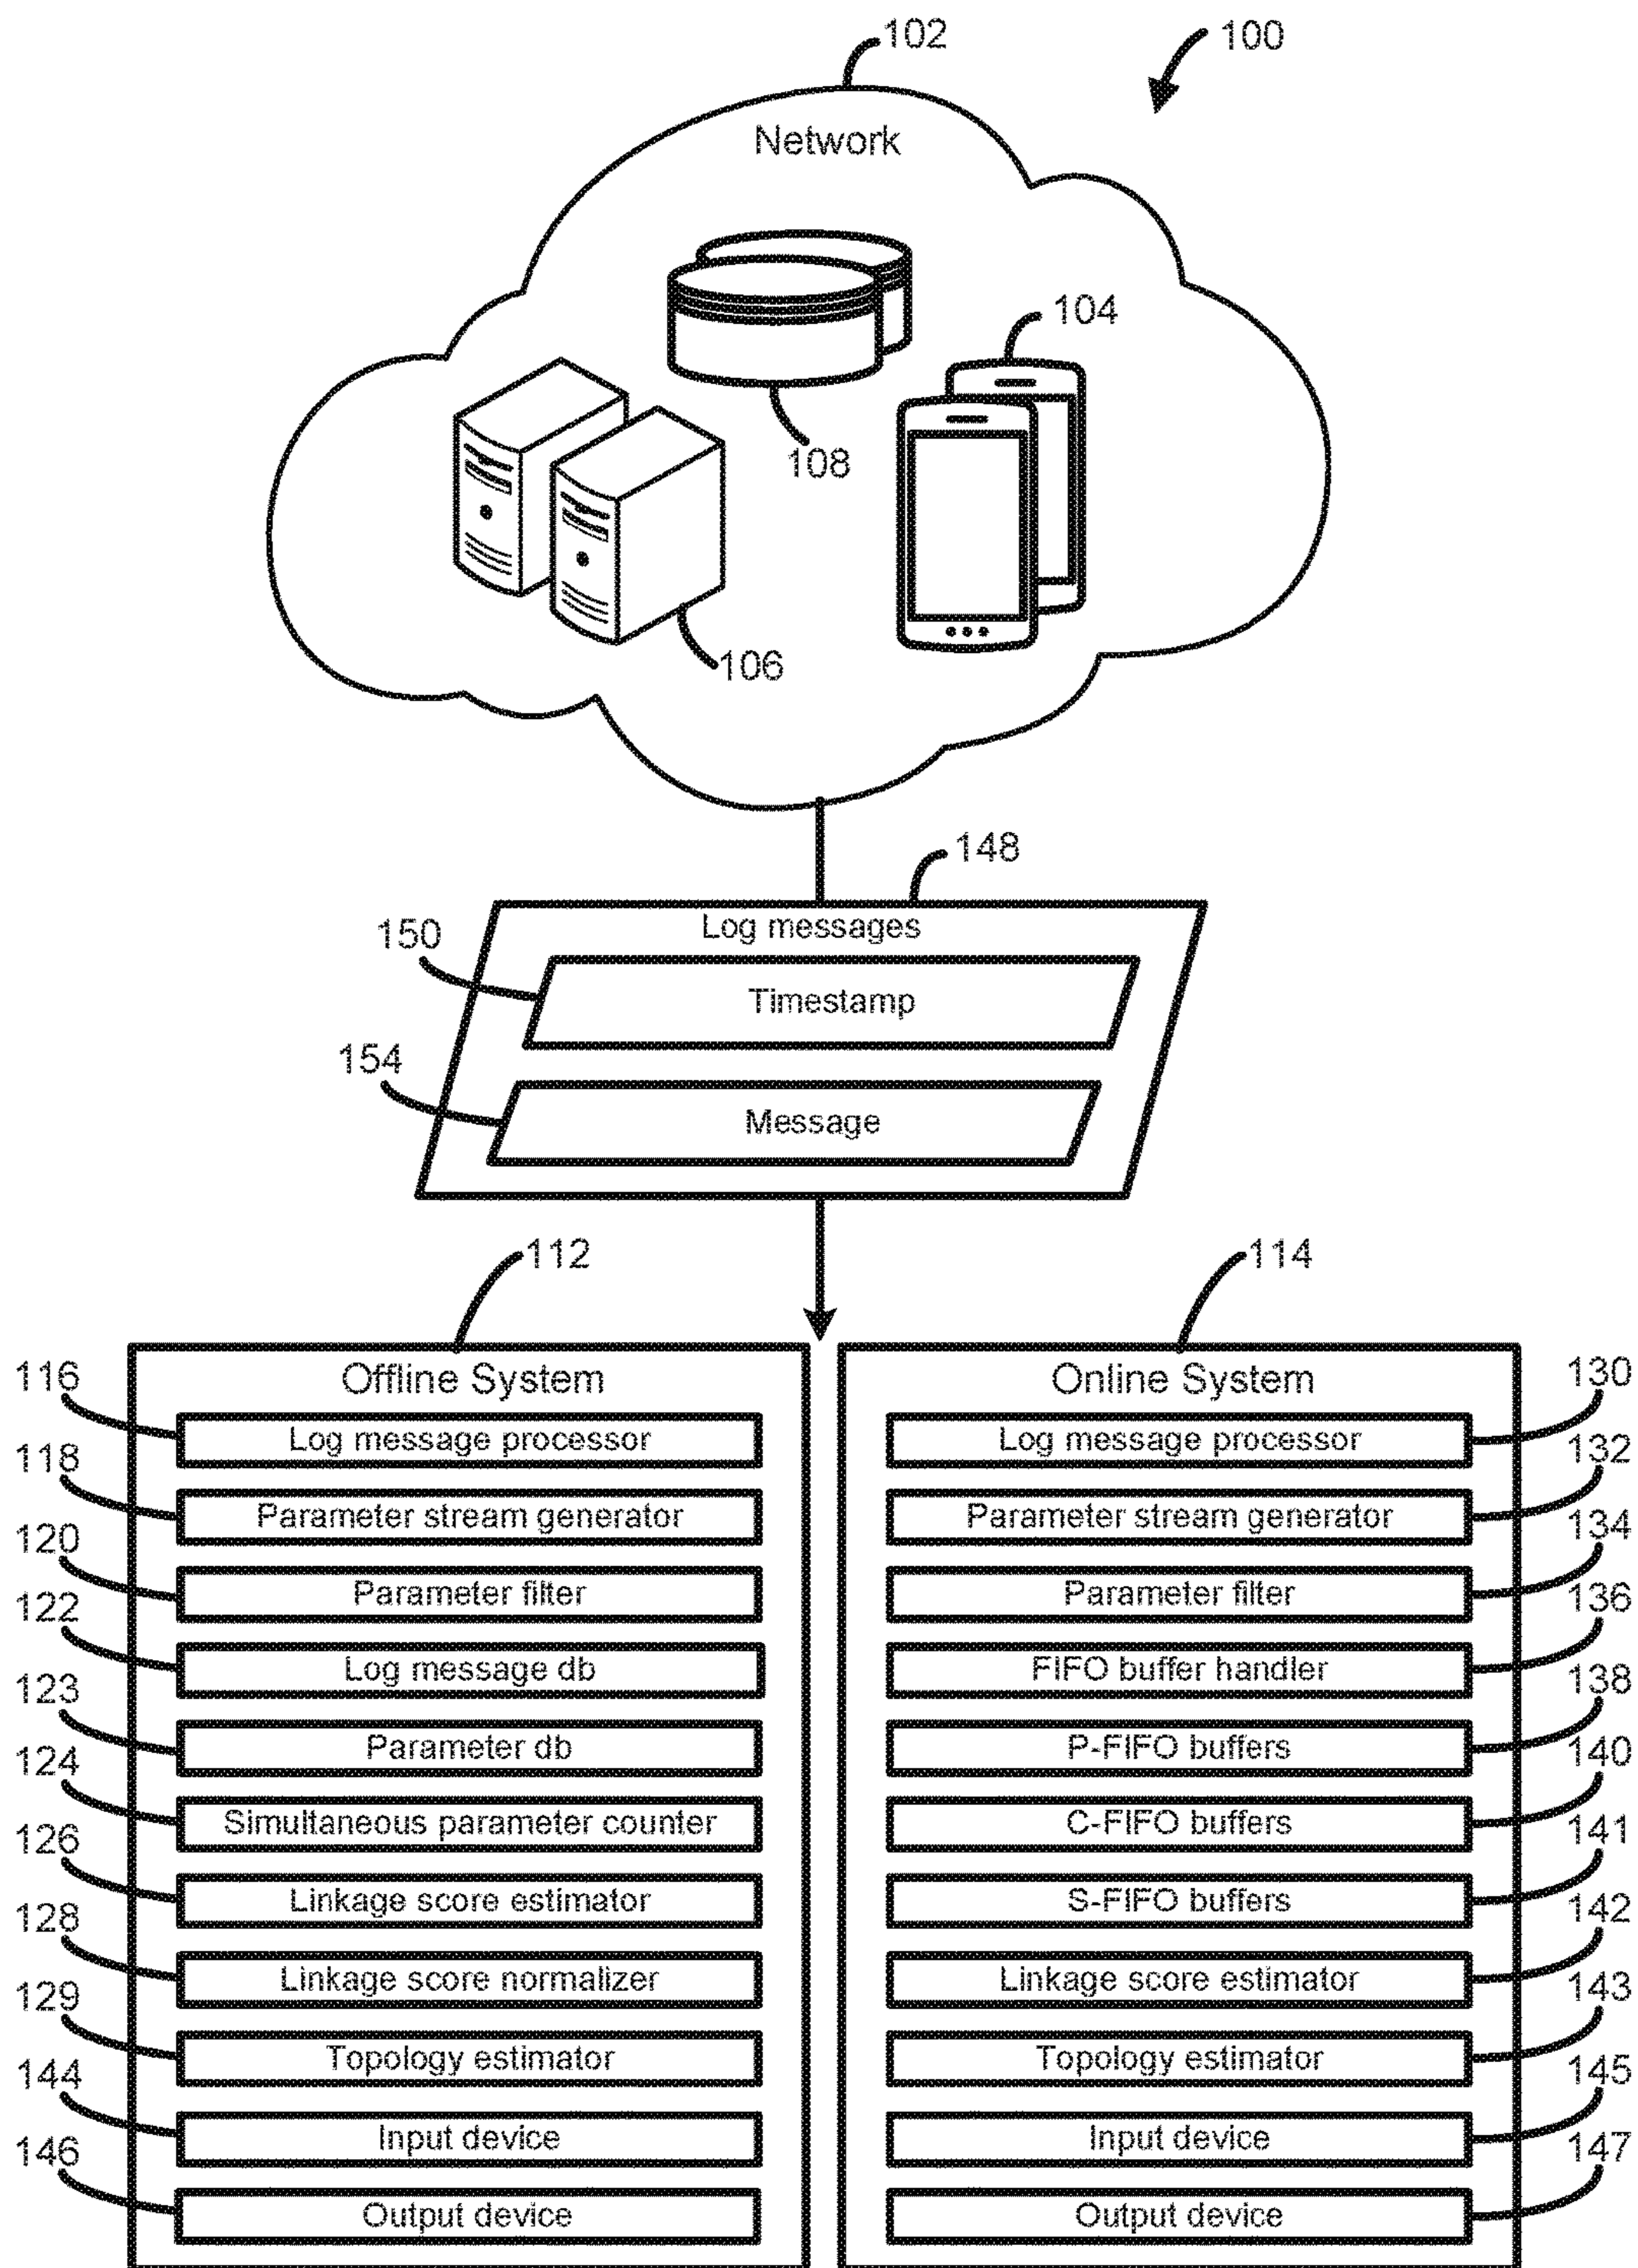 102
100
Network
104
108
106
148
Log messages
150
Timestamp
154
Message
112
114
Offline System
Online System
116
Log message processor
Log message processor
130
118
Parameter stream generator
Parameter stream generator
132
120
Parameter filter
Parameter filter
134
122
Log message db
FIFO buffer handler
136
123
Parameter db
P-FIFO buffers
138
124
Simultaneous parameter counter
C-FIFO buffers
140
126
Linkage score estimator
S-FIFO buffers
141
128
Linkage score normalizer
Linkage score estimator
142
129
Topology estimator
Topology estimator
143
144
Input device
Input device
145
146
Output device
Output device
147